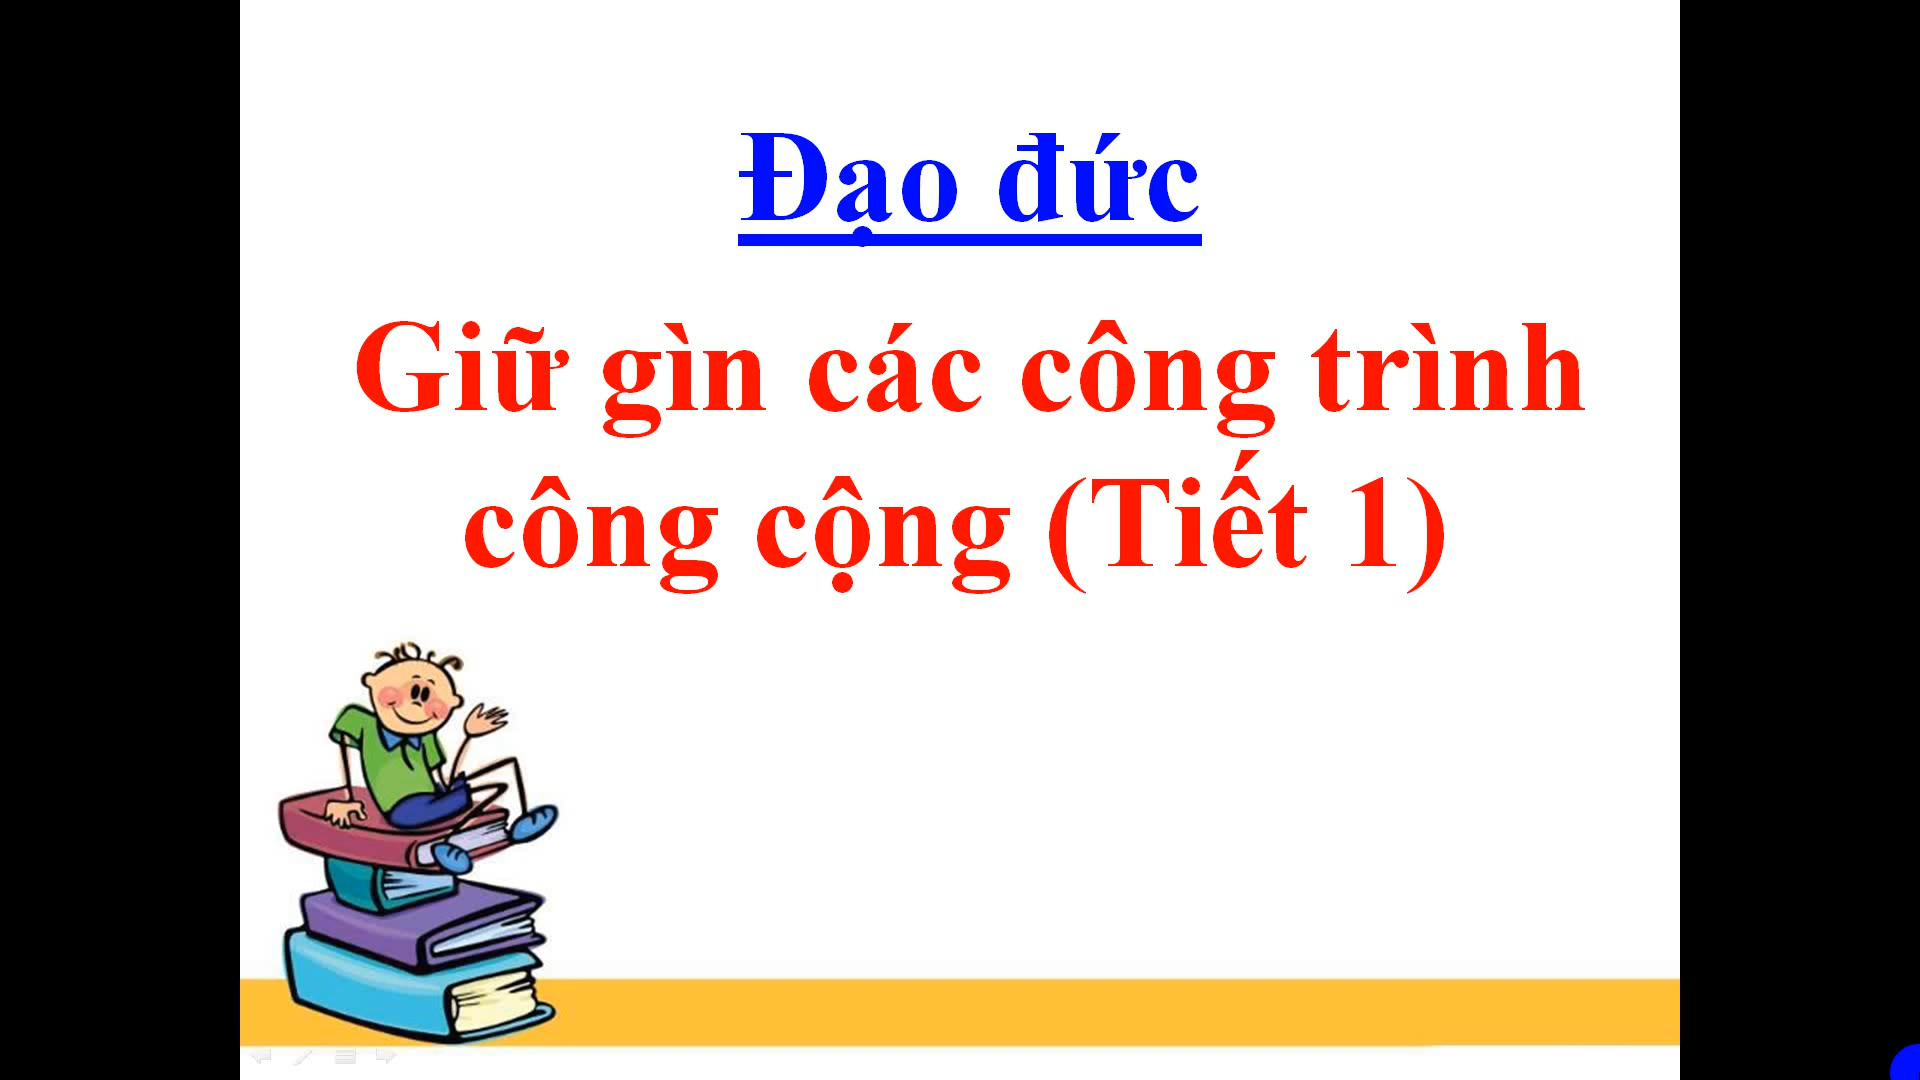 Đạo đức
Giữ gìn các công trình
công cộng (Tiết 1)